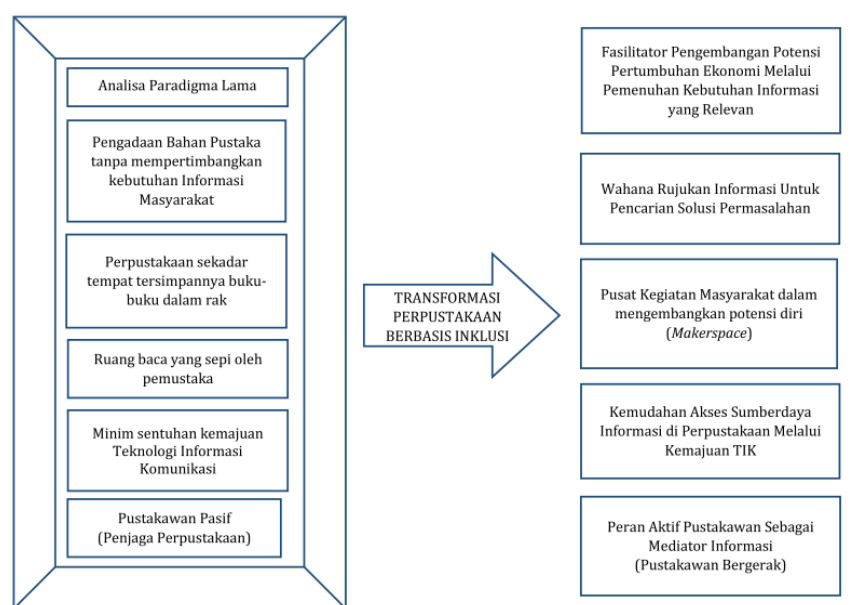 Analisa Paradigma Lama
Pengadaan Bahan Pustaka
tanpa mempertimbangkan
kebutuhan Informasi
Masyarakat
Perpustakaan sekadar
tempat tersimpannya buku-
buku dalam rak
Ruang baca yang sepi oleh
pemustaka
Minim sentuhan kemajuan
Teknologi Informasi
Komunikasi
Pustakawan Pasif
(Penjaga Perpustakaan)
TRANSFORMASI
PERPUSTAKAAN
BERBASIS INKLUSI
Fasilitator Pengembangan Potensi
Pertumbuhan Ekonomi Melalui
Pemenuhan Kebutuhan Informasi
yang Relevan
Wahana Rujukan Informasi Untuk
Pencarian Solusi Permasalahan
Pusat Kegiatan Masyarakat dalam
mengembangkan potensi diri
(Makerspace)
Kemudahan Akses Sumberdaya
Informasi di Perpustakaan Melalui
Kemajuan TIK
Peran Aktif Pustakawan Sebagai
Mediator Informasi
(Pustakawan Bergerak)